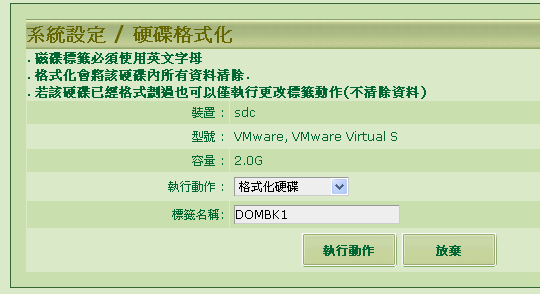 系統設定 / 硬碟格式化
. 磁碟標籤必須使用英文字母
. 格式化會將該硬碟內所有資料清除.
. 若該硬碟已經格式劃過也可以僅執行更改標籤動作(不清除資料)
裝置： sdc
型號： VMware, VMware Virtual S
容量： 2.0G
執行動作： 格式化硬碟
標籤名稱: DOMBK1
執行動作 放棄